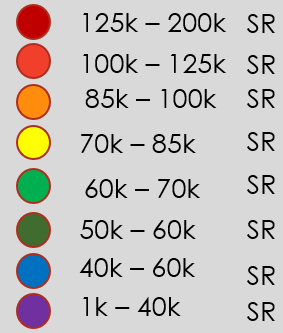 125k – 200k SR
100k – 125k SR
85k – 100k SR
70k – 85k SR
60k – 70k SR
50k – 60k SR
40k – 60k SR
1k – 40k SR